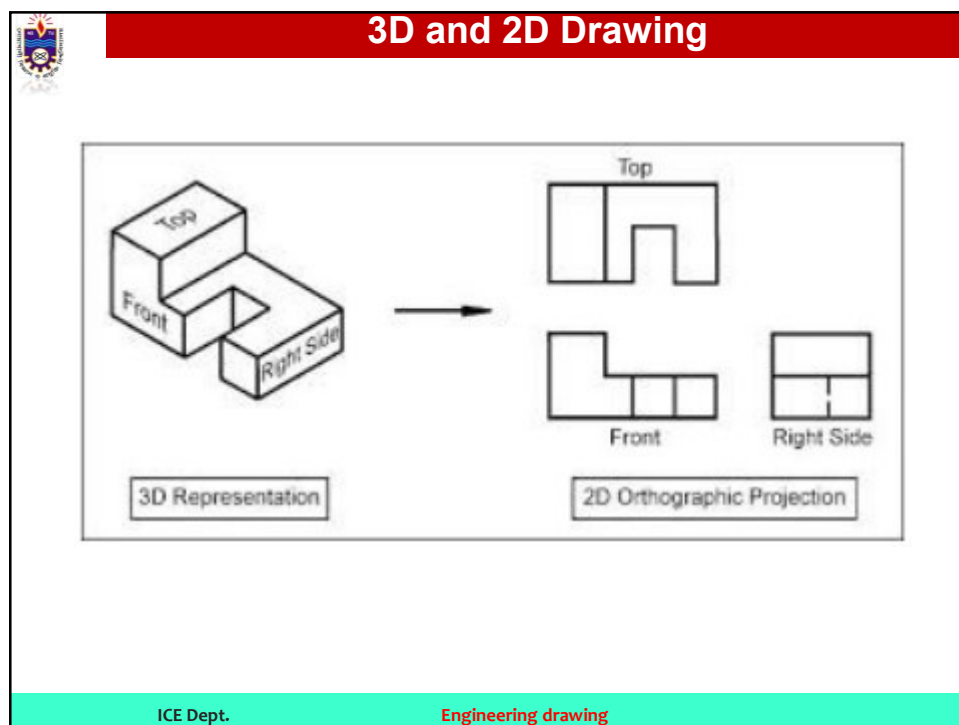 3D and 2D Drawing
Top
Front
Right Side
Top
Front
Right Side
3D Representation
2D Orthographic Projection
ICE Dept.
Engineering drawing